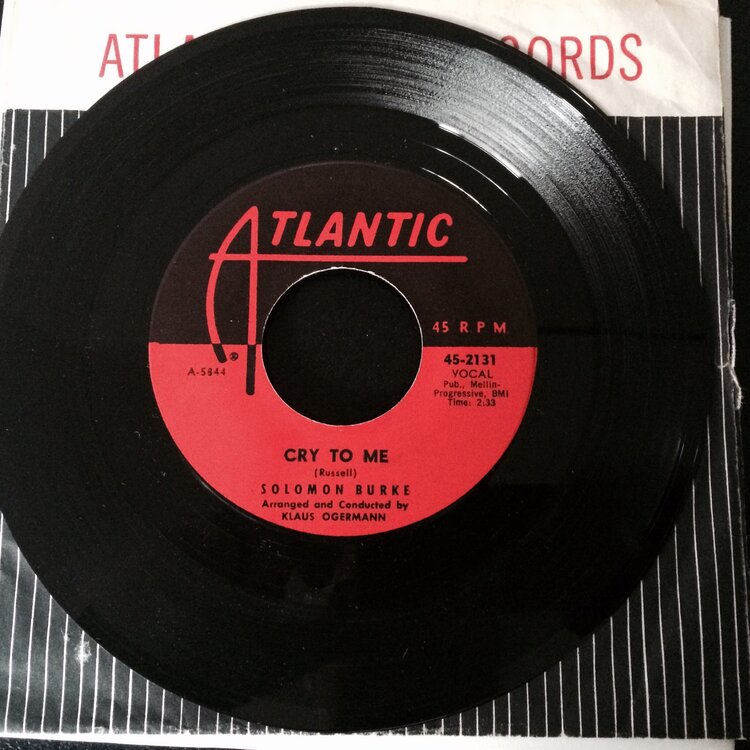 ATL ORDS
ATLANTIC
45 RPM
A-5844
45-2131
VOCAL
Pub., Mellin-
Progressive, BMI
Time: 2:33
CRY TO ME
(Russell)
SOLOMON BURKE
Arranged and Conducted by
KLAUS OGERMANN